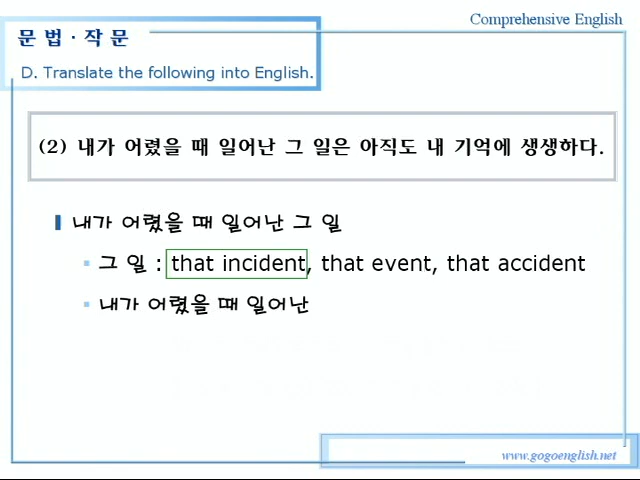 Comprehensive English
문 법 · 작 문
D. Translate the following into English.
(2) 내가 어렸을 때 일어난 그 일은 아직도 내 기억에 생생하다.
내가 어렸을 때 일어난 그 일
그 일 : that incident, that event, that accident
내가 어렸을 때 일어난
www.gogoenglish.net